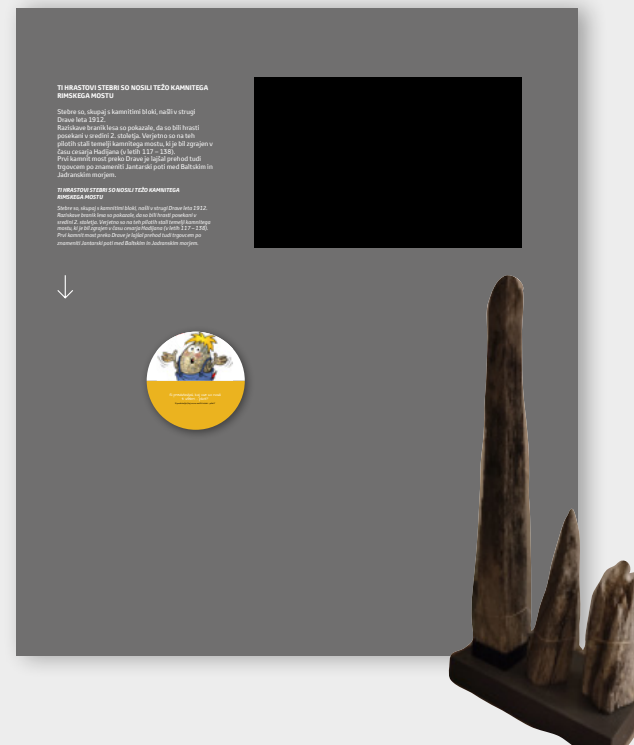 TI HRASTOVI STEBRI SO NOSILI TEŽO KAMNITEGA
RIMSKEGA MOSTU
Stebre so, skupaj s kamnitimi bloki, našli v strugi
Drave leta 1912.
Raziskave branik lesa so pokazale, da so bili hrasti
posekani v sredini 2. stoletja. Verjetno so na teh
pilotih stali temelji kamnitega mostu, ki je bil zgrajen v
času cesarja Hadijana (v letih 117 – 138).
Prvi kamnit most preko Drave je lajšal prehod tudi
trgovcem po znameniti Jantarski poti med Baltskim in
Jadranskim morjem.
TI HRASTOVI STEBRI SO NOSILI TEŽO KAMNITEGA
RIMSKEGA MOSTU
Stebre so, skupaj s kamnitimi bloki, našli v strugi Drave leta 1912.
Raziskave branik lesa so pokazale, da so bili hrasti posekani v
sredini 2. stoletja. Verjetno so na teh pilotih stali temelji kamnitega
mostu, ki je bil zgrajen v času cesarja Hadijana (v letih 117 – 138).
Prvi kamnit most preko Drave je lajšal prehod tudi trgovcem po
znameniti Jantarski poti med Baltskim in Jadranskim morjem.